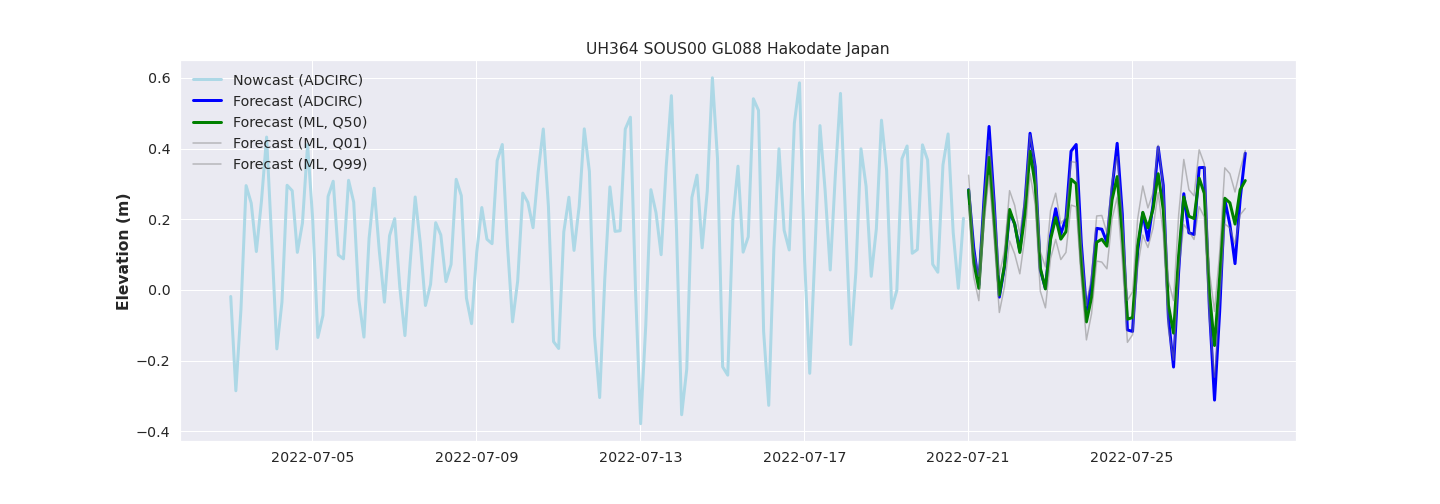 UH364 SOUS00 GL088 Hakodate Japan
Nowcast (ADCIRC)
Forecast (ADCIRC)
Forecast (ML, Q50)
Forecast (ML, Q01)
Forecast (ML, Q99)
Elevation (m)
0.6
0.4
0.2
0.0
−0.2
−0.4
2022-07-05 2022-07-09 2022-07-13 2022-07-17 2022-07-21 2022-07-25